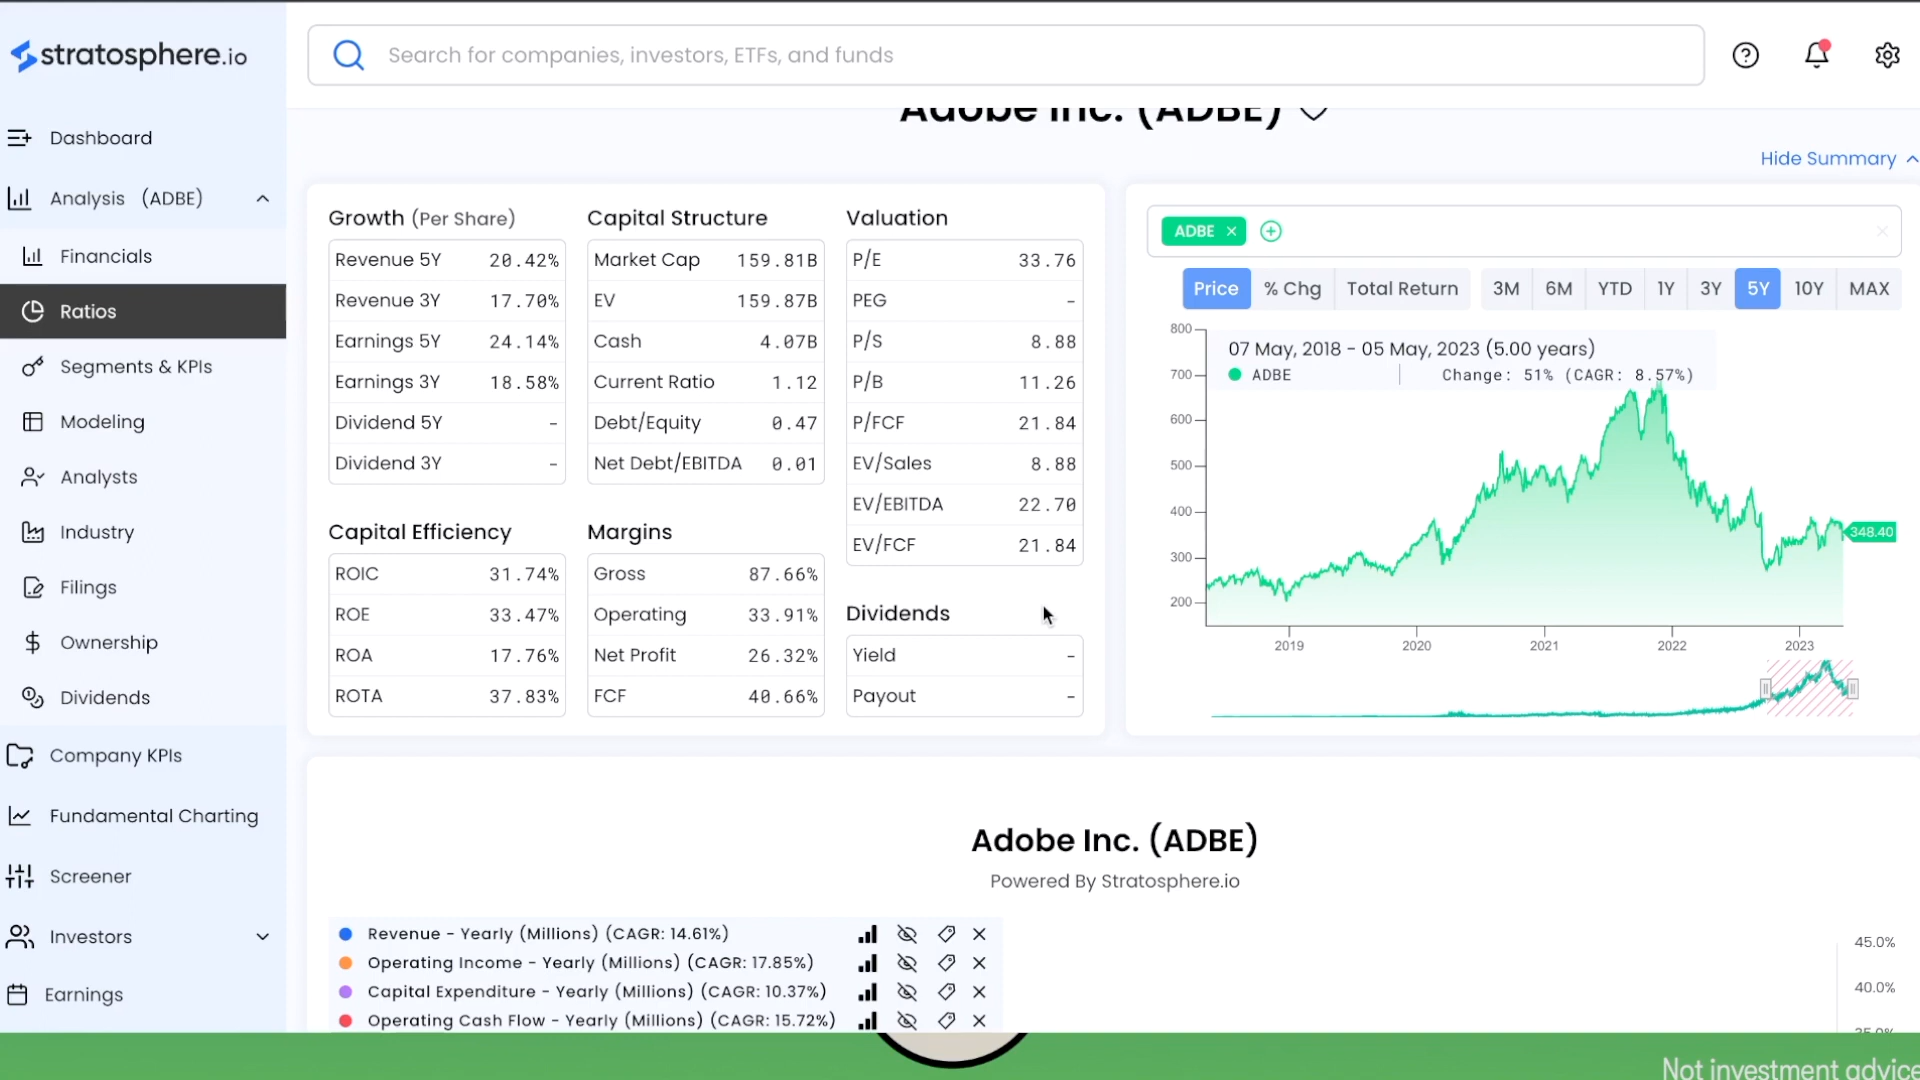 stratosphere.io
Search for companies, investors, ETFs, and funds
Adobe Inc. (ADBE)
Hide Summary
Dashboard
Analysis (ADBE)
Financials
Ratios
Segments & KPIs
Modeling
Analysts
Industry
Filings
Ownership
Dividends
Company KPIs
Fundamental Charting
Screener
Investors
Earnings
Growth (Per Share)
Revenue 5Y 20.42%
Revenue 3Y 17.70%
Earnings 5Y 24.14%
Earnings 3Y 18.58%
Dividend 5Y -
Dividend 3Y -
Capital Efficiency
ROIC 31.74%
ROE 33.47%
ROA 17.76%
ROTA 37.83%
Capital Structure
Market Cap 159.81B
EV 159.87B
Cash 4.07B
Current Ratio 1.12
Debt/Equity 0.47
Net Debt/EBITDA 0.01
Margins
Gross 87.66%
Operating 33.91%
Net Profit 26.32%
FCF 40.66%
Valuation
P/E 33.76
PEG -
P/S 8.88
P/B 11.26
P/FCF 21.84
EV/Sales 8.88
EV/EBITDA 22.70
EV/FCF 21.84
Dividends
Yield -
Payout -
ADBE
Price % Chg Total Return 3M 6M YTD 1Y 3Y 5Y 10Y MAX
07 May, 2018 - 05 May, 2023 (5.00 years)
ADBE Change: 51% (CAGR: 8.57%)
800
700
600
500
400
300
200
348.40
2019 2020 2021 2022 2023
Adobe Inc. (ADBE)
Powered By Stratosphere.io
Revenue - Yearly (Millions) (CAGR: 14.61%)
Operating Income - Yearly (Millions) (CAGR: 17.85%)
Capital Expenditure - Yearly (Millions) (CAGR: 10.37%)
Operating Cash Flow - Yearly (Millions) (CAGR: 15.72%)
45.0%
40.0%
35.0%
Not investment advice